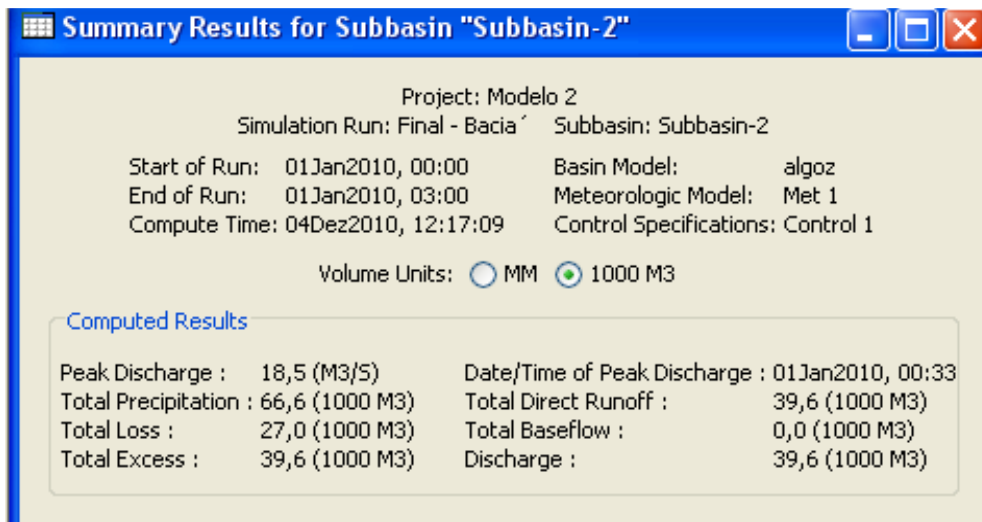 Summary Results for Subbasin "Subbasin-2"
Project: Modelo 2
Simulation Run: Final - Bacia´ Subbasin: Subbasin-2
Start of Run: 01Jan2010, 00:00 Basin Model: algoz
End of Run: 01Jan2010, 03:00 Meteorologic Model: Met 1
Compute Time: 04Dez2010, 12:17:09 Control Specifications: Control 1
Volume Units: MM 1000 M3
Computed Results
Peak Discharge : 18,5 (M3/S) Date/Time of Peak Discharge : 01Jan2010, 00:33
Total Precipitation : 66,6 (1000 M3) Total Direct Runoff : 39,6 (1000 M3)
Total Loss : 27,0 (1000 M3) Total Baseflow : 0,0 (1000 M3)
Total Excess : 39,6 (1000 M3) Discharge : 39,6 (1000 M3)